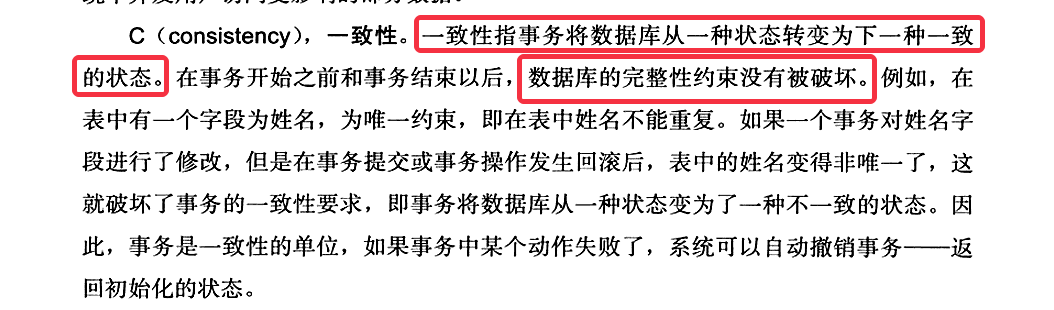 C（consistency），一致性。一致性指事务将数据库从一种状态转变为下一种一致
的状态。在事务开始之前和事务结束以后，数据库的完整性约束没有被破坏。例如，在
表中有一个字段为姓名，为唯一约束，即在表中姓名不能重复。如果一个事务对姓名字
段进行了修改，但是在事务提交或事务操作发生回滚后，表中的姓名变得非唯一了，这
就破坏了事务的一致性要求，即事务将数据库从一种状态变为了一种不一致的状态。因
此，事务是一致性的单位，如果事务中某个动作失败了，系统可以自动撤销事务——返
回初始化的状态。